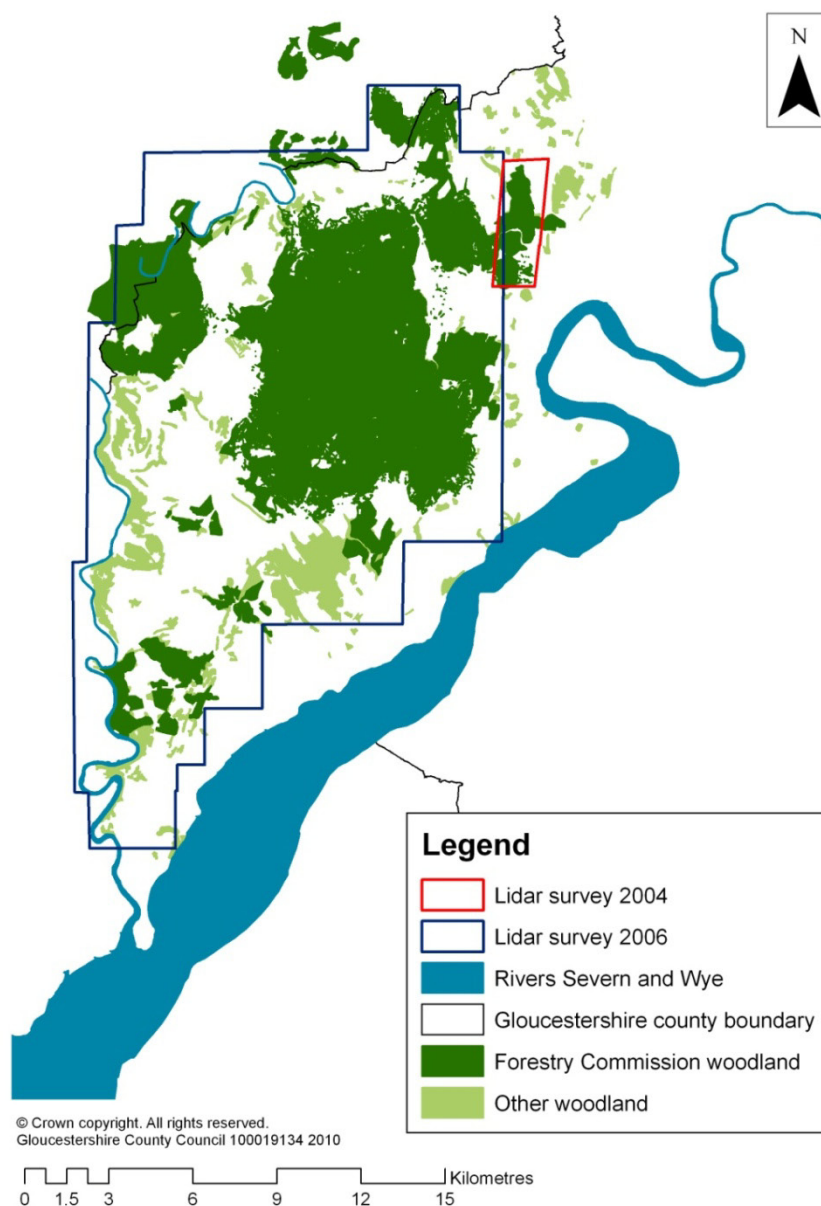 N
Legend
Lidar survey 2004
Lidar survey 2006
Rivers Severn and Wye
Gloucestershire county boundary
Forestry Commission woodland
Other woodland
© Crown copyright. All rights reserved.
Gloucestershire County Council 100019134 2010
Kilometres
0 1.5 3 6 9 12 15